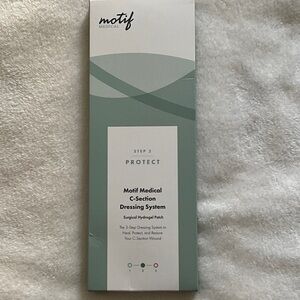 motif
MEDICAL
STEP 2
PROTECT
Motif Medical
C-Section
Dressing System
Surgical Hydrogel Patch
The 3-Step Dressing System to
Heal, Protect, and Restore
Your C-Section Wound
1 2 3